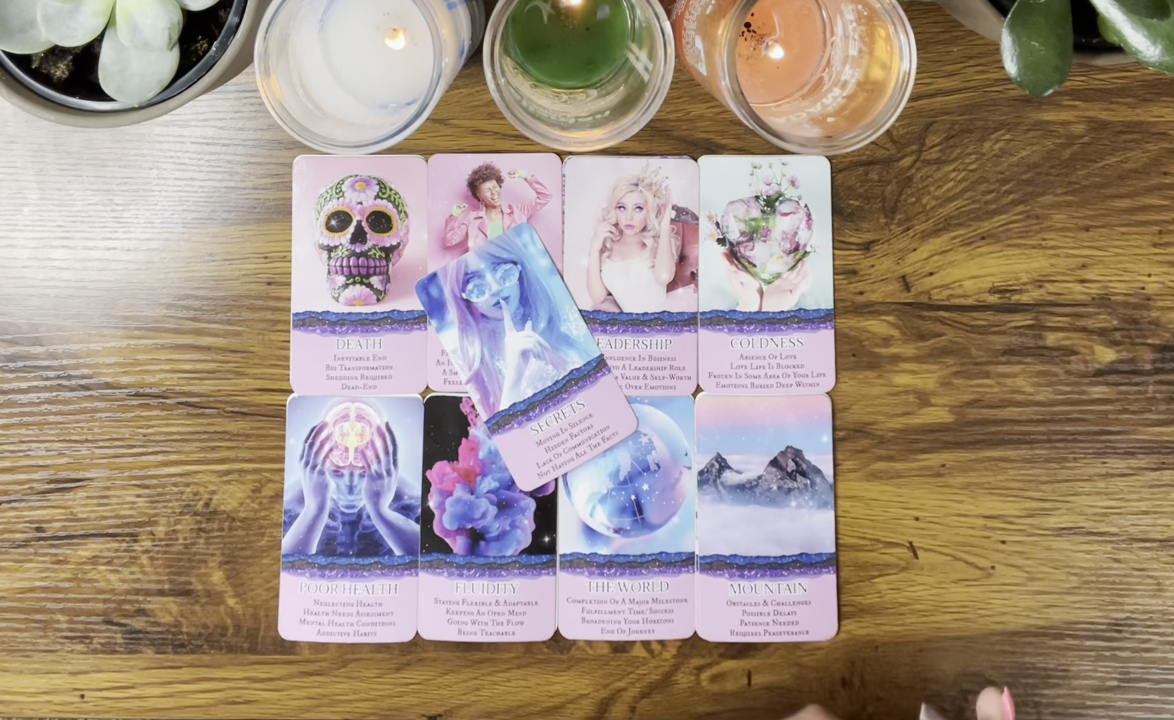 DEATH
INEVITABLE END
BIG TRANSFORMATION
SHEDDING REQUIRED
DEAD-END
EADERSHIP
NFLUENCE IN BUSINESS
TO A LEADERSHIP ROLE
VALUE & SELF-WORTH
OVER EMOTIONS
COLDNESS
ABSENCE OF LOVE
LOVE LIFE IS BLOCKED
FROZEN IN SOME AREA OF YOUR LIFE
EMOTIONS BURIED DEEP WITHIN
SECRETS
MOVING IN SILENCE
HIDDEN FACTORS
LACK OF COMMUNICATION
NOT HAVING ALL THE FACTS
POOR HEALTH
NEGLECTING HEALTH
HEALTH NEEDS ASSESSMENT
MENTAL HEALTH CONDITIONS
ADDICTIVE HABITS
FLUIDITY
STAYING FLEXIBLE & ADAPTABLE
KEEPING AN OPEN MIND
GOING WITH THE FLOW
BEING TEACHABLE
THE WORLD
COMPLETION OF A MAJOR MILESTONE
FULFILLMENT TIME/ SUCCESS
BROADENING YOUR HORIZONS
END OF JOURNEY
MOUNTAIN
OBSTACLES & CHALLENGES
POSSIBLE DELAYS
PATIENCE NEEDED
REQUIRES PERSEVERANCE